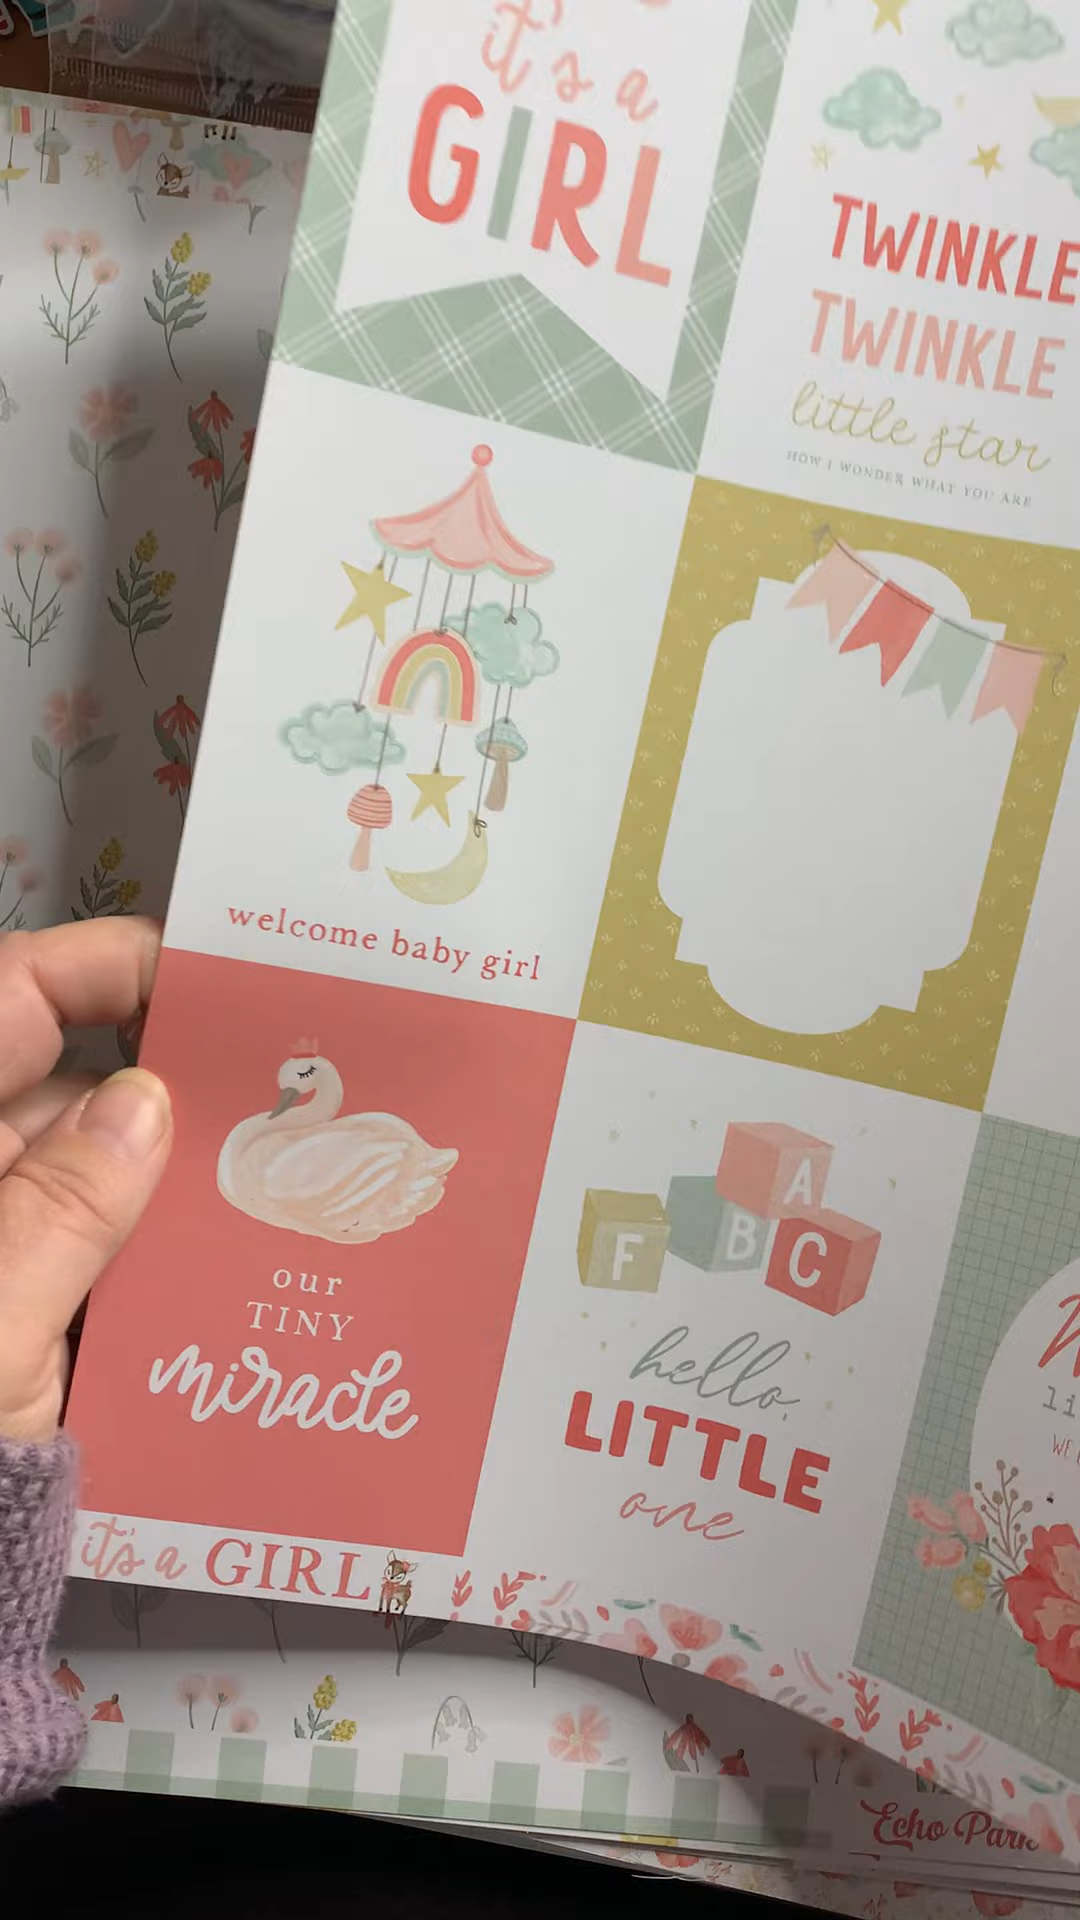 it's a
GIRL
TWINKLE
TWINKLE
little star
HOW I WONDER WHAT YOU ARE
welcome baby girl
our
TINY
miracle
A
F B C
hello,
LITTLE
one
it's a GIRL
Echo Park